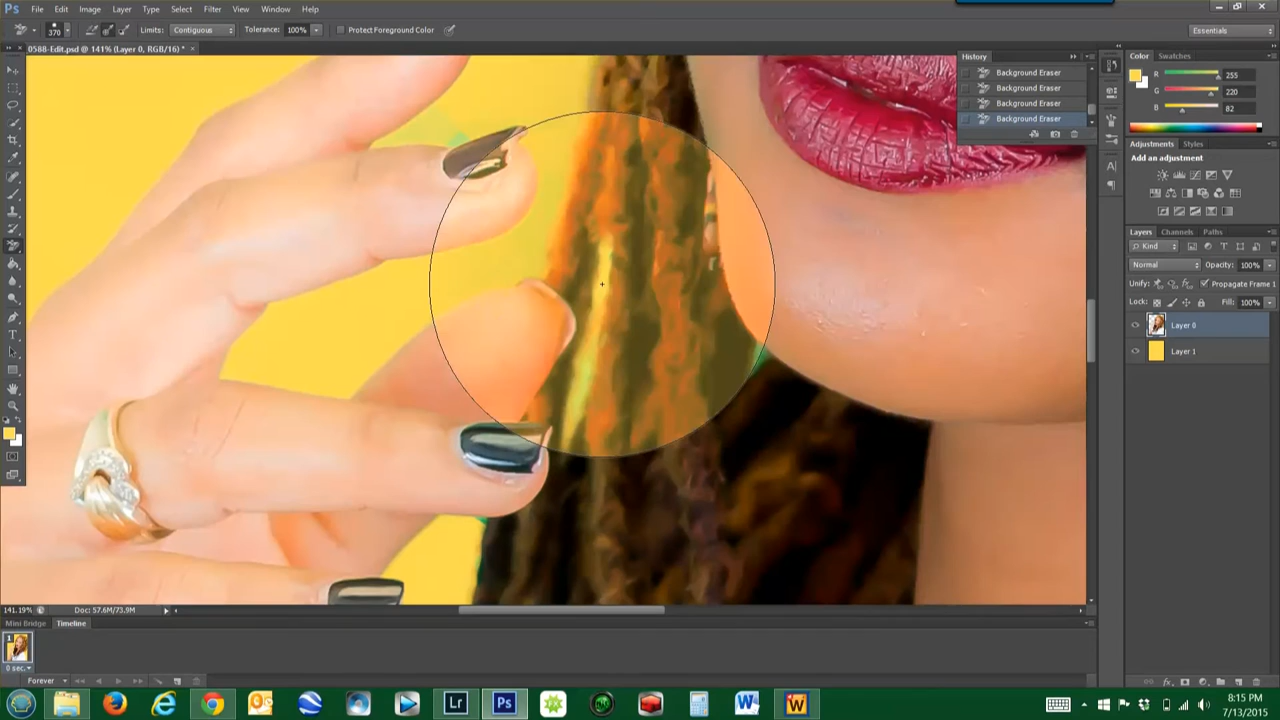 Ps File Edit Image Layer Type Select Filter View Window Help
370 Limits: Contiguous Tolerance: 100% Protect Foreground Color Essentials
0588-Edit.psd @ 141% (Layer 0, RGB/16) * ×
History
Background Eraser
Background Eraser
Background Eraser
Background Eraser
Color Swatches
R 255
G 220
B 82
Adjustments Styles
Add an adjustment
Layers Channels Paths
Kind
Normal Opacity: 100%
Unify: Propagate Frame 1
Lock: Fill: 100%
Layer 0
Layer 1
141.19% Doc: 57.6M/73.9M
Mini Bridge Timeline
1
0 sec.
Forever
Lr Ps W W
8:15 PM
7/13/2015